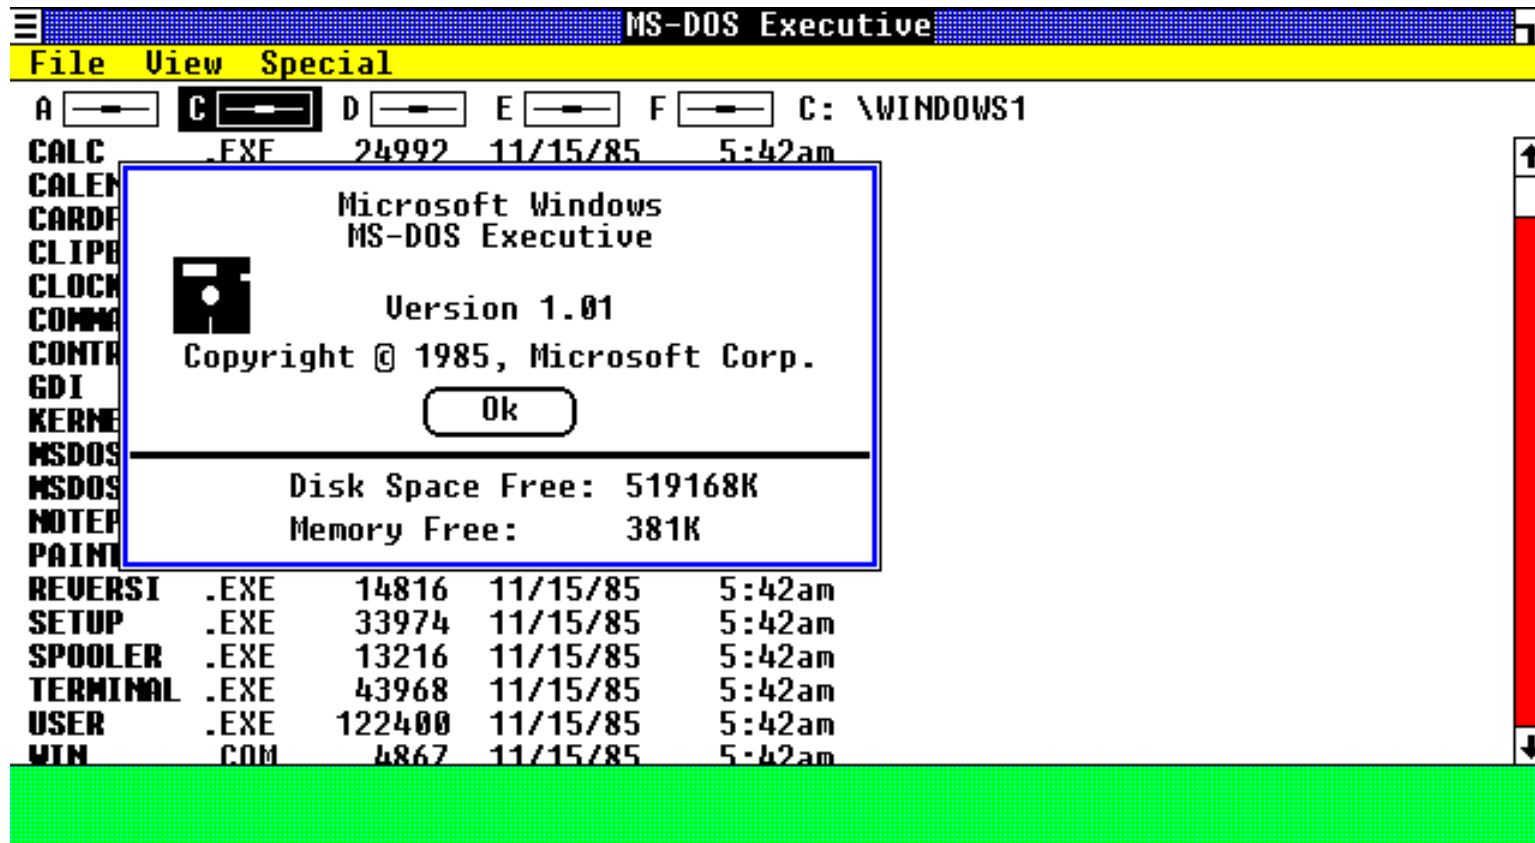 MS-DOS Executive
File View Special
A C D E F C: \WINDOWS1
CALC .EXE 24992 11/15/85 5:42am
CALEN
CARDF
CLIPB
CLOCK
COMMA
CONTR
GDI
KERNE
MSDOS
MSDOS
NOTEP
PAINT
Microsoft Windows
MS-DOS Executive
Version 1.01
Copyright © 1985, Microsoft Corp.
Ok
Disk Space Free: 519168K
Memory Free: 381K
REVERSI .EXE 14816 11/15/85 5:42am
SETUP .EXE 33974 11/15/85 5:42am
SPOOLER .EXE 13216 11/15/85 5:42am
TERMINAL .EXE 43968 11/15/85 5:42am
USER .EXE 122400 11/15/85 5:42am
WIN .COM 4867 11/15/85 5:42am